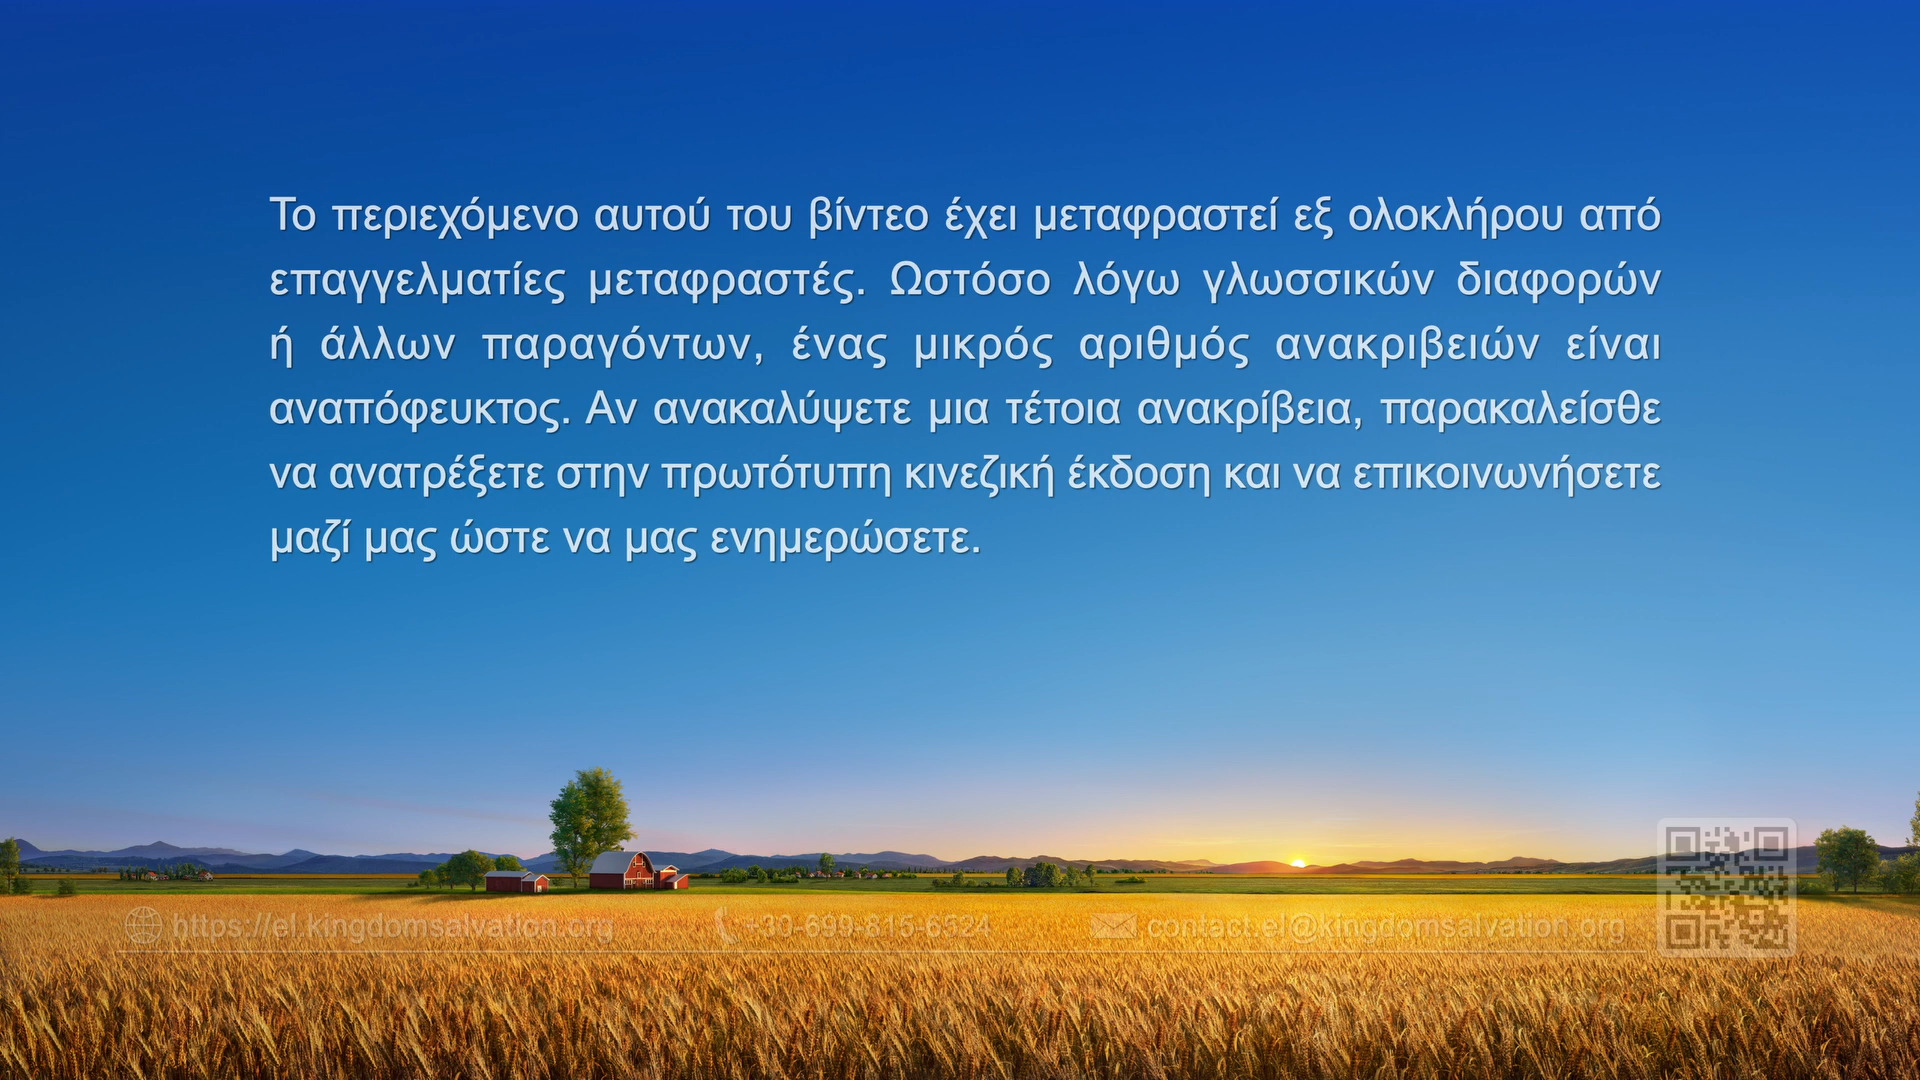 Το περιεχόμενο αυτού του βίντεο έχει μεταφραστεί εξ ολοκλήρου από
επαγγελματίες μεταφραστές. Ωστόσο λόγω γλωσσικών διαφορών
ή άλλων παραγόντων, ένας μικρός αριθμός ανακριβειών είναι
αναπόφευκτος. Αν ανακαλύψετε μια τέτοια ανακρίβεια, παρακαλείσθε
να ανατρέξετε στην πρωτότυπη κινεζική έκδοση και να επικοινωνήσετε
μαζί μας ώστε να μας ενημερώσετε.
https://el.kingdomsalvation.org +30-699-815-6524 contact.el@kingdomsalvation.org